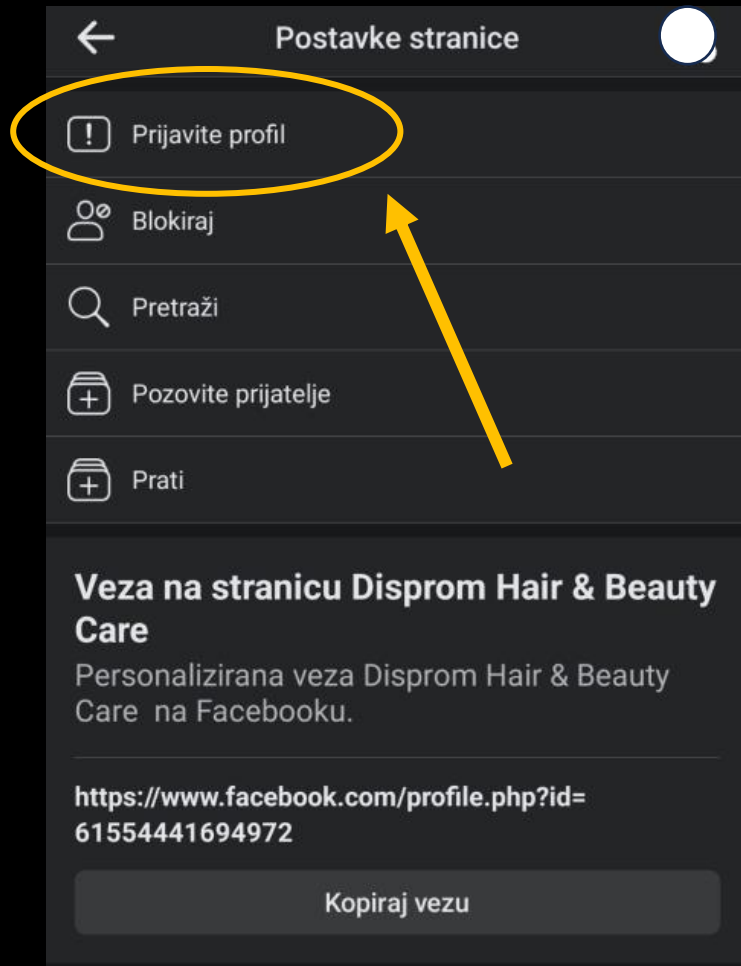 Postavke stranice
Prijavite profil
Blokiraj
Pretraži
Pozovite prijatelje
Prati
Veza na stranicu Disprom Hair & Beauty
Care
Personalizirana veza Disprom Hair & Beauty
Care na Facebooku.
https://www.facebook.com/profile.php?id=
61554441694972
Kopiraj vezu